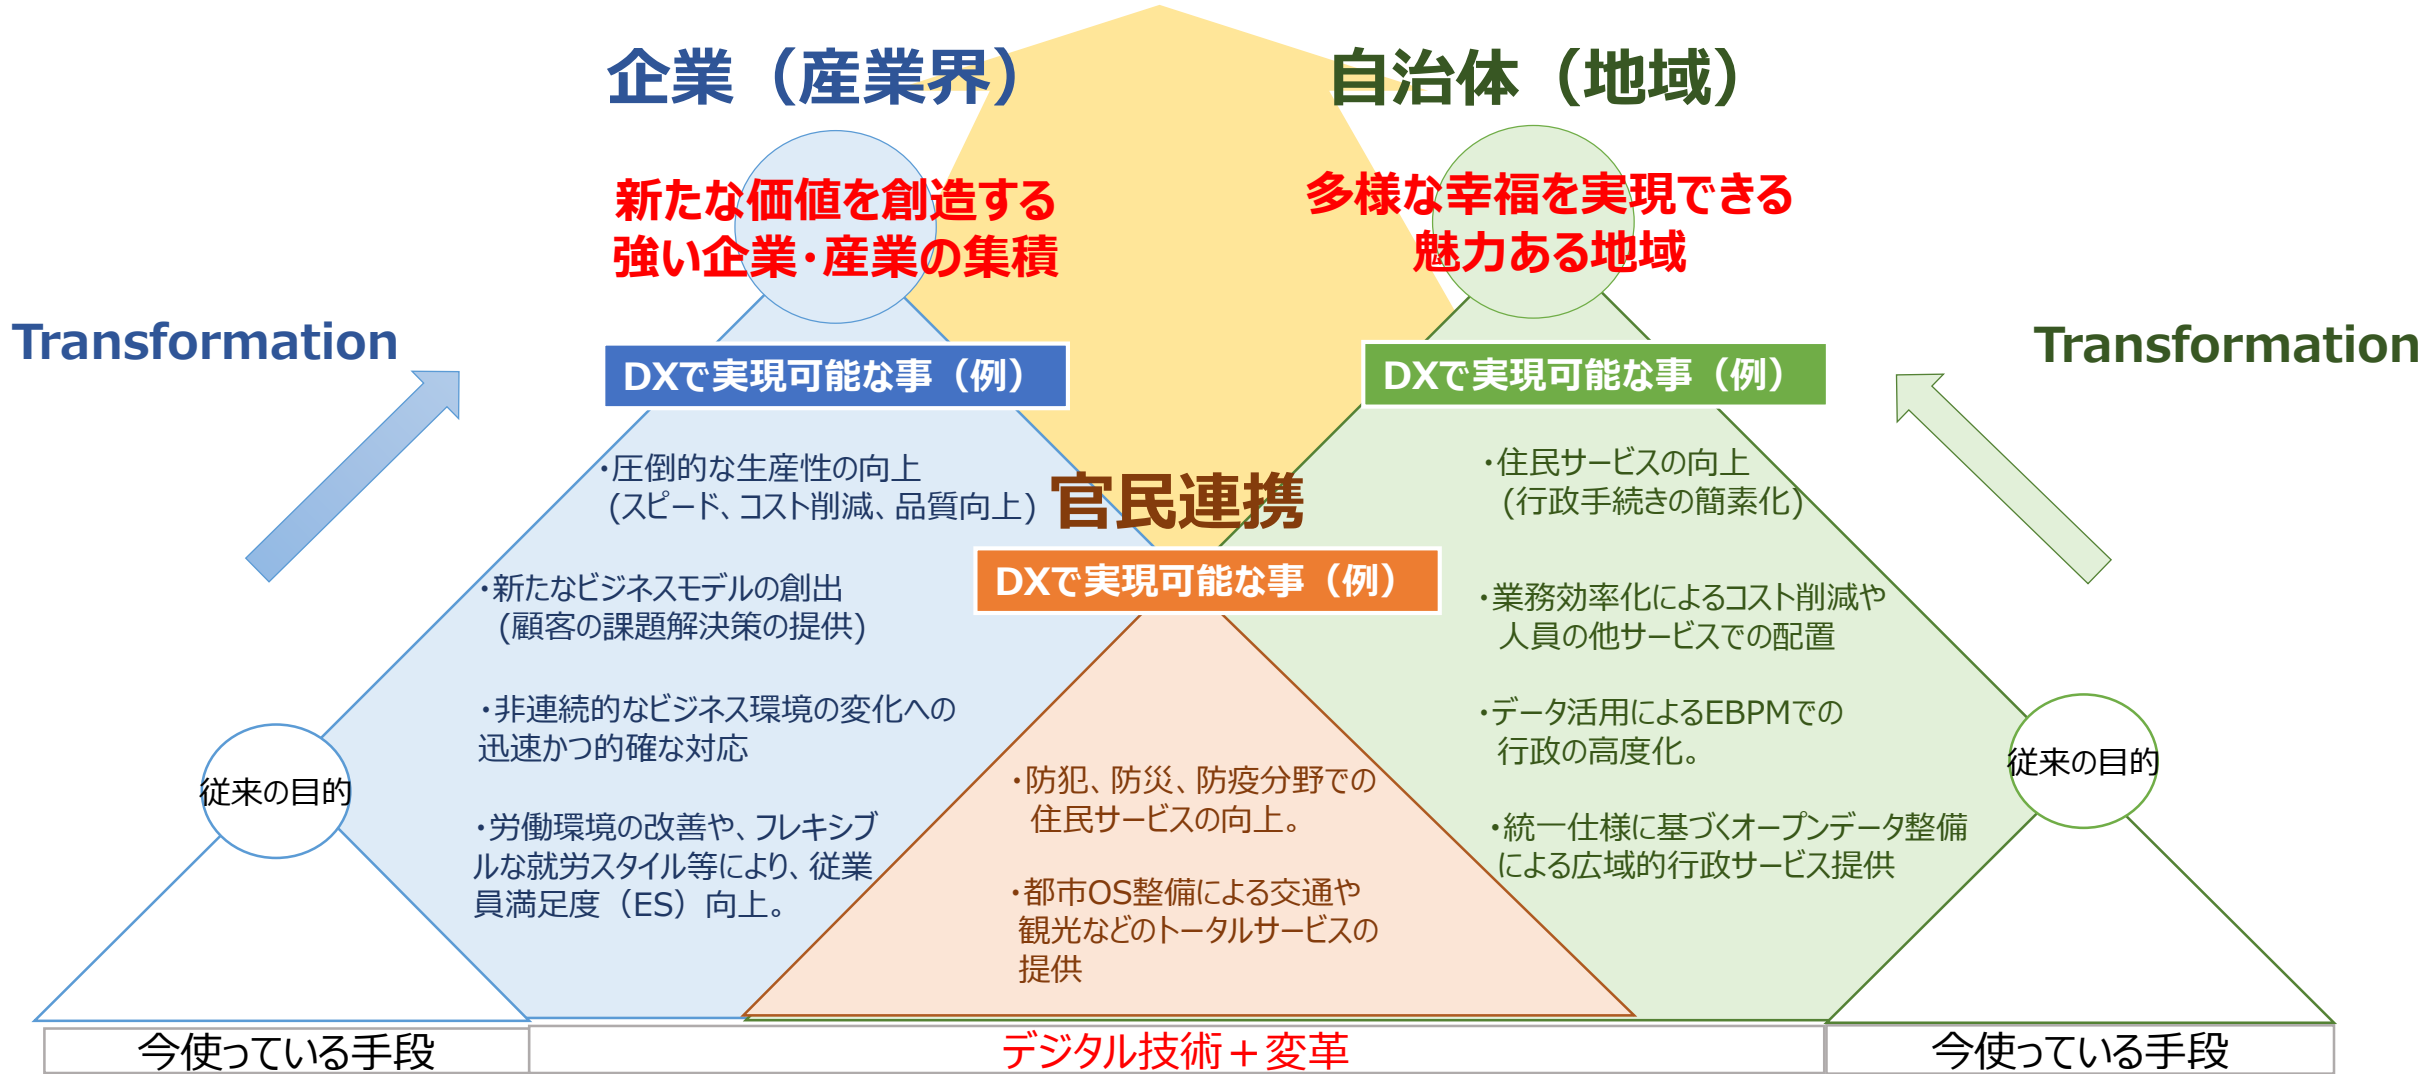 企業（産業界）
自治体（地域）
新たな価値を創造する
強い企業・産業の集積
多様な幸福を実現できる
魅力ある地域
Transformation
Transformation
DXで実現可能な事（例）
・圧倒的な生産性の向上
(スピード、コスト削減、品質向上)
・新たなビジネスモデルの創出
(顧客の課題解決策の提供)
・非連続的なビジネス環境の変化への
迅速かつ的確な対応
・労働環境の改善や、フレキシブ
ルな就労スタイル等により、従業
員満足度（ES）向上。
官民連携
DXで実現可能な事（例）
・防犯、防災、防疫分野での
住民サービスの向上。
・都市OS整備による交通や
観光などのトータルサービスの
提供
DXで実現可能な事（例）
・住民サービスの向上
(行政手続きの簡素化)
・業務効率化によるコスト削減や
人員の他サービスでの配置
・データ活用によるEBPMでの
行政の高度化。
・統一仕様に基づくオープンデータ整備
による広域的行政サービス提供
従来の目的
従来の目的
今使っている手段
デジタル技術＋変革
今使っている手段